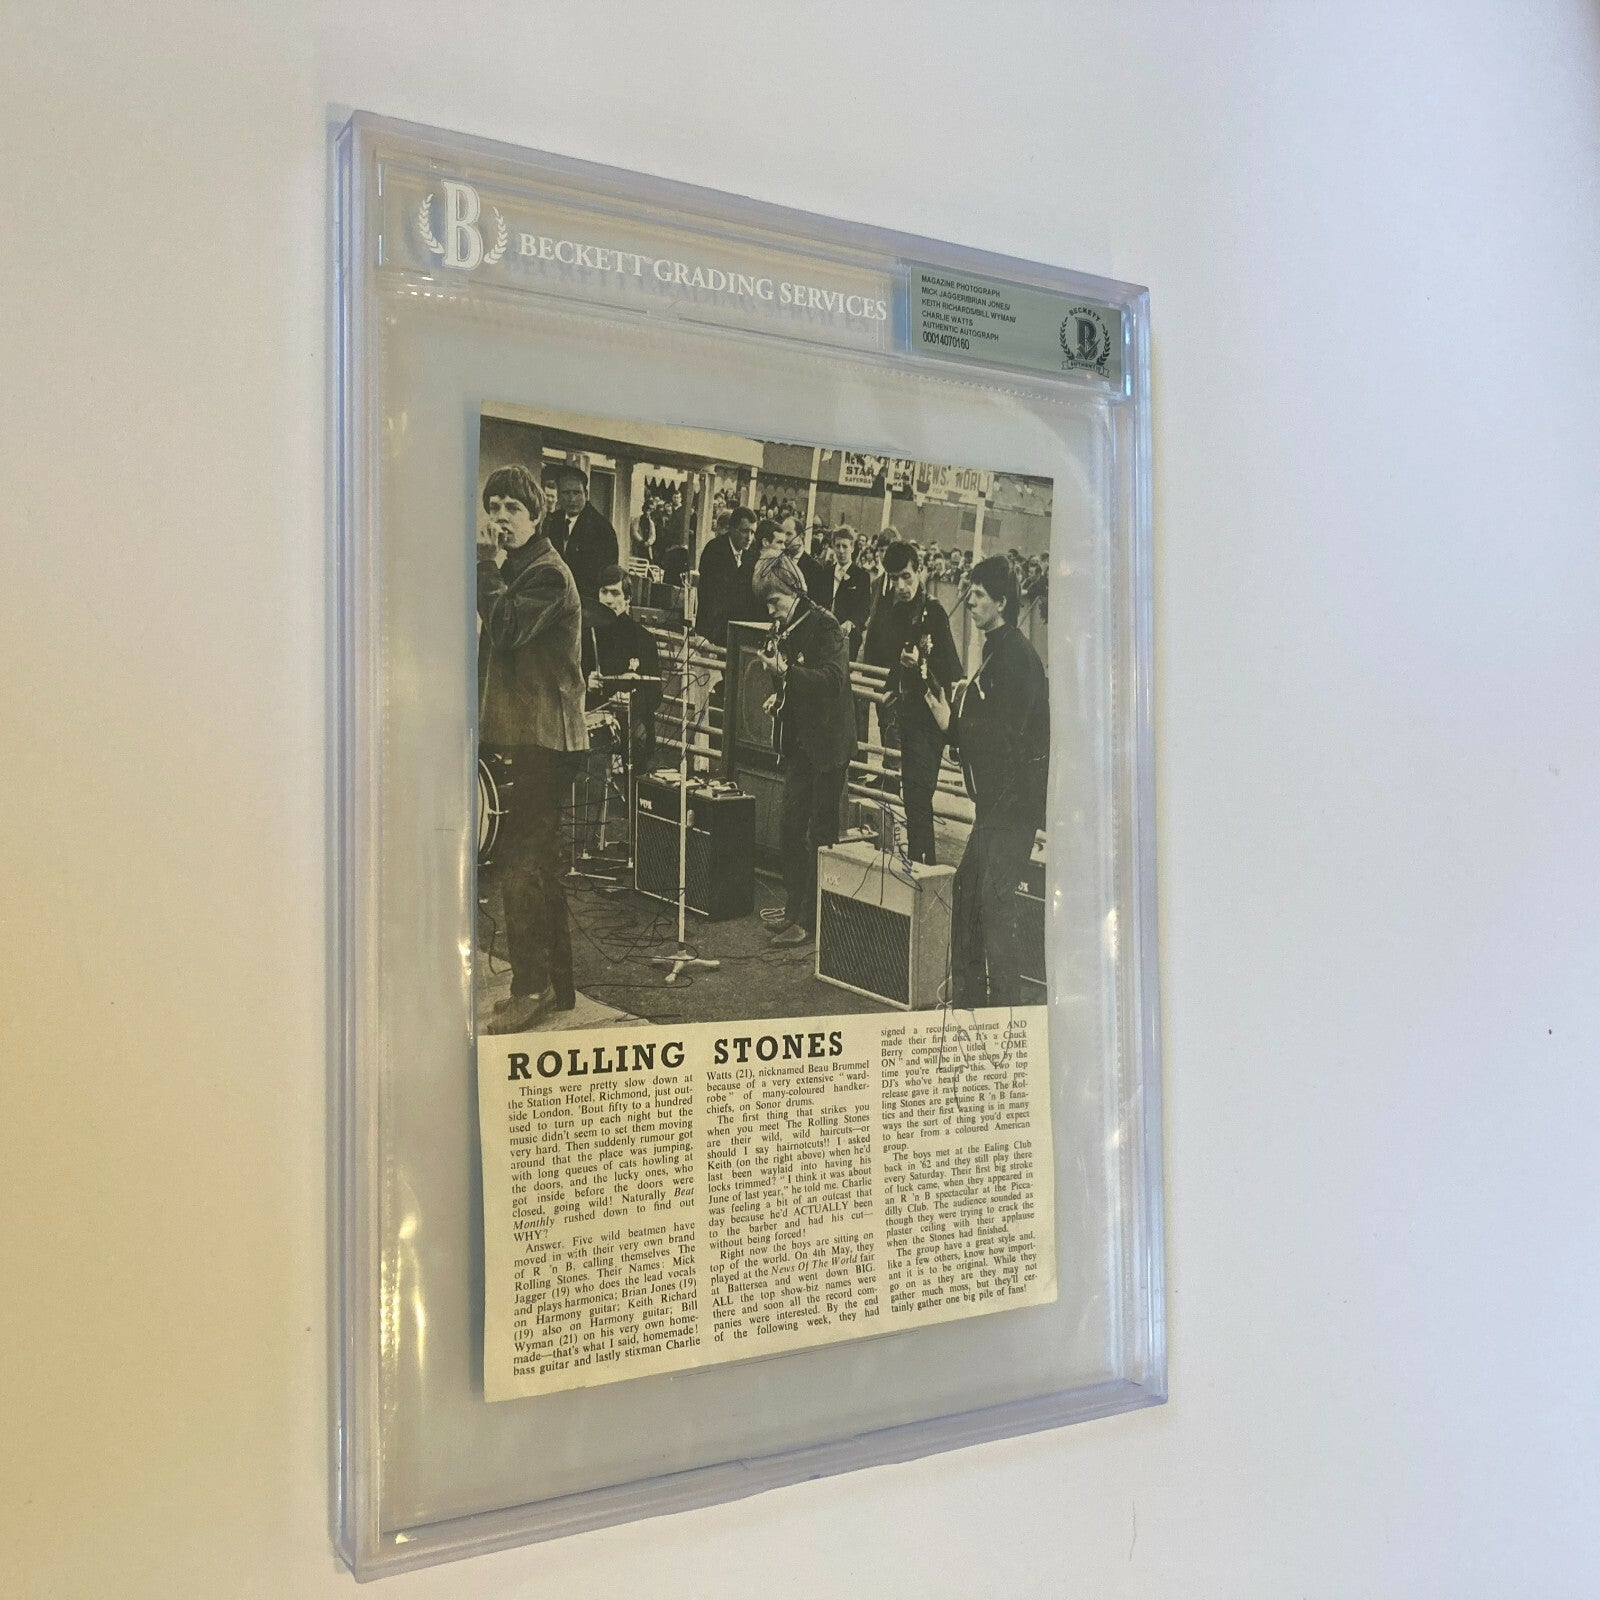 BECKETT GRADING SERVICES
MAGAZINE PHOTOGRAPH
MICK JAGGER/BRIAN JONES/
KEITH RICHARDS/BILL WYMAN/
CHARLIE WATTS
AUTHENTIC AUTOGRAPH
00014070160
BECKETT
B
AUTHENTIC
STAR
SATURDAY
NEWS WORL
VOX
VOX
ROLLING STONES
Things were pretty slow down at
the Station Hotel, Richmond, just out-
side London. 'Bout fifty to a hundred
used to turn up each night but the
music didn't seem to set them moving
very hard. Then suddenly rumour got
around that the place was jumping,
with long queues of cats howling at
the doors, and the lucky ones, who
got inside before the doors were
closed, going wild! Naturally Beat
Monthly rushed down to find out
WHY?
Answer. Five wild beatmen have
moved in with their very own brand
of R 'n B, calling themselves The
Rolling Stones. Their Names: Mick
Jagger (19) who does the lead vocals
and plays harmonica; Brian Jones (19)
on Harmony guitar; Keith Richard
(19) also on Harmony guitar; Bill
Wyman (21) on his very own home-
made—that's what I said, homemade!
bass guitar and lastly stixman Charlie
Watts (21), nicknamed Beau Brummel
because of a very extensive "ward-
robe" of many-coloured handker-
chiefs, on Sonor drums.
The first thing that strikes you
when you meet The Rolling Stones
are their wild, wild haircuts—or
should I say hairnotcuts!! I asked
Keith (on the right above) when he'd
last been waylaid into having his
locks trimmed? "I think it was about
June of last year," he told me. Charlie
was feeling a bit of an outcast that
day because he'd ACTUALLY been
to the barber and had his cut—
without being forced!
Right now the boys are sitting on
top of the world. On 4th May, they
played at the News Of The World fair
at Battersea and went down BIG.
ALL the top show-biz names were
there and soon all the record com-
panies were interested. By the end
of the following week, they had
signed a recording contract AND
made their first disc. It's a Chuck
Berry composition titled "COME
ON" and will be in the shops by the
time you're reading this. Two top
DJ's who've heard the record pre-
release gave it rave notices. The Rol-
ling Stones are genuine R 'n B fana-
tics and their first waxing is in many
ways the sort of thing you'd expect
to hear from a coloured American
group.
The boys met at the Ealing Club
back in '62 and they still play there
every Saturday. Their first big stroke
of luck came, when they appeared in
an R 'n B spectacular at the Picca-
dilly Club. The audience sounded as
though they were trying to crack the
plaster ceiling with their applause
when the Stones had finished.
The group have a great style and,
like a few others, know how import-
ant it is to be original. While they
go on as they are they may not
gather much moss, but they'll cer-
tainly gather one big pile of fans!